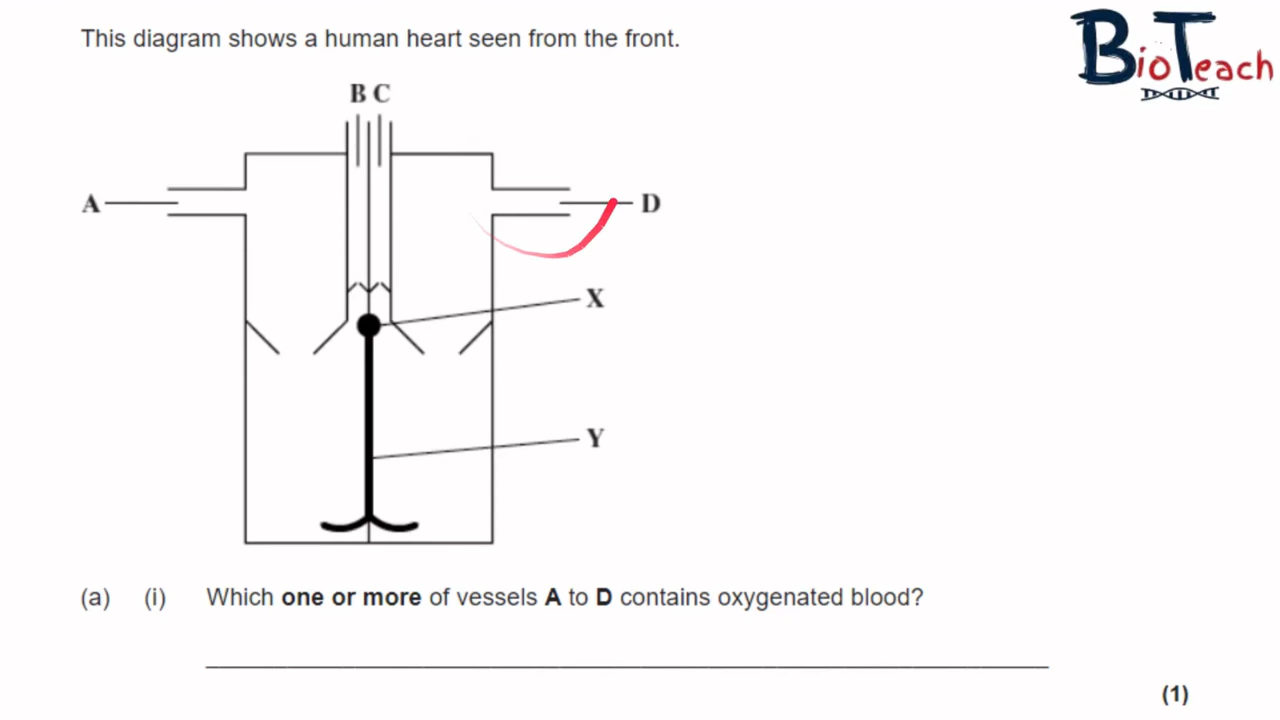 This diagram shows a human heart seen from the front.
BioTeach
B C
A
D
X
Y
(a) (i) Which one or more of vessels A to D contains oxygenated blood?
(1)